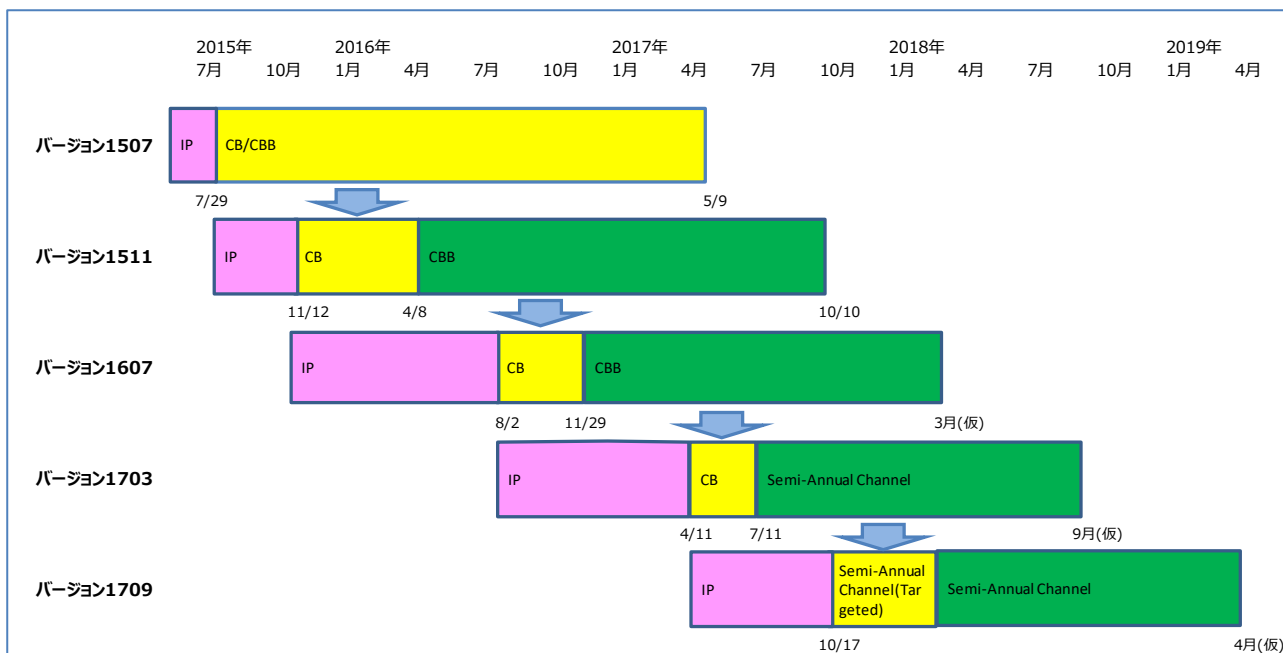 2015年 2016年 2017年 2018年 2019年
7月 10月 1月 4月 7月 10月 1月 4月 7月 10月 1月 4月 7月 10月 1月 4月
バージョン1507
IP CB/CBB
7/29 5/9
バージョン1511
IP CB CBB
11/12 4/8 10/10
バージョン1607
IP CB CBB
8/2 11/29 3月(仮)
バージョン1703
IP CB Semi-Annual Channel
4/11 7/11 9月(仮)
バージョン1709
IP
Semi-Annual
Channel(Tar
geted)
Semi-Annual Channel
10/17 4月(仮)